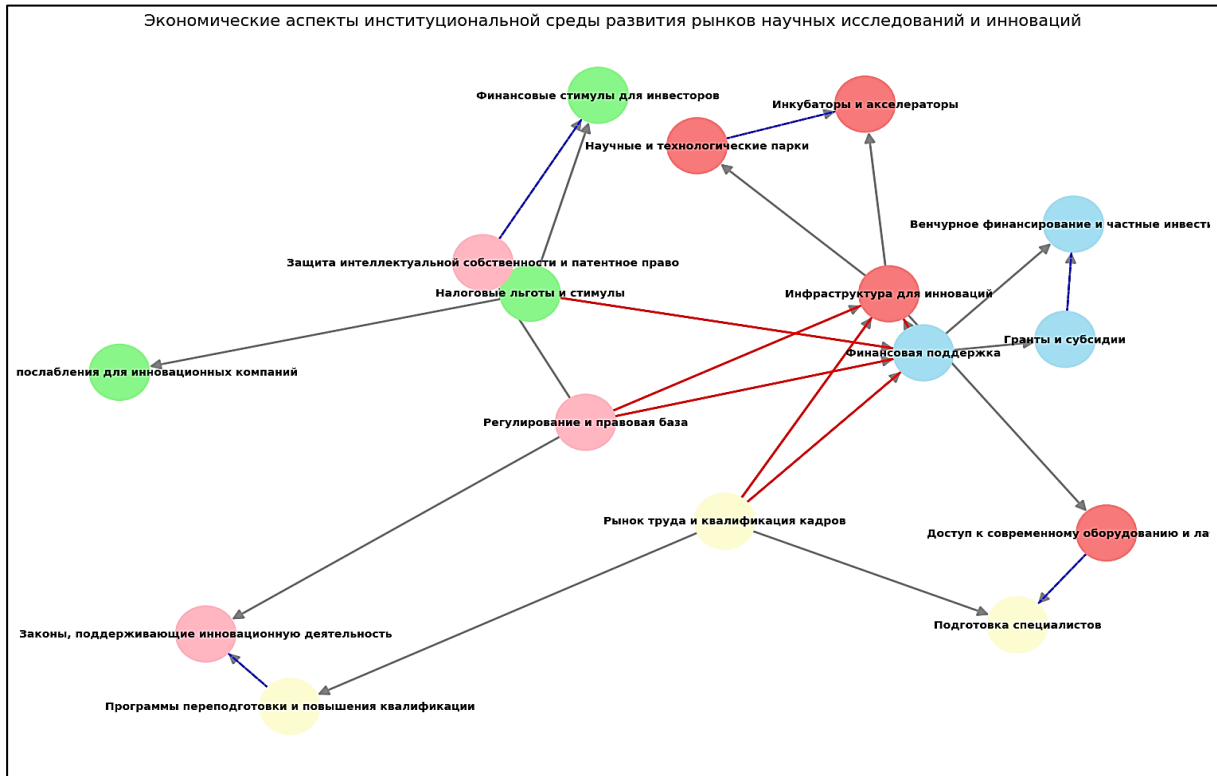 Экономические аспекты институциональной среды развития рынков научных исследований и инноваций
Финансовые стимулы для инвесторов
Инкубаторы и акселераторы
Научные и технологические парки
Венчурное финансирование и частные инвест
Защита интеллектуальной собственности и патентное право
Налоговые льготы и стимулы
Инфраструктура для инноваций
Гранты и субсидии
Финансовая поддержка
послабления для инновационных компаний
Регулирование и правовая база
Рынок труда и квалификация кадров
Доступ к современному оборудованию и ла
Подготовка специалистов
Законы, поддерживающие инновационную деятельность
Программы переподготовки и повышения квалификации